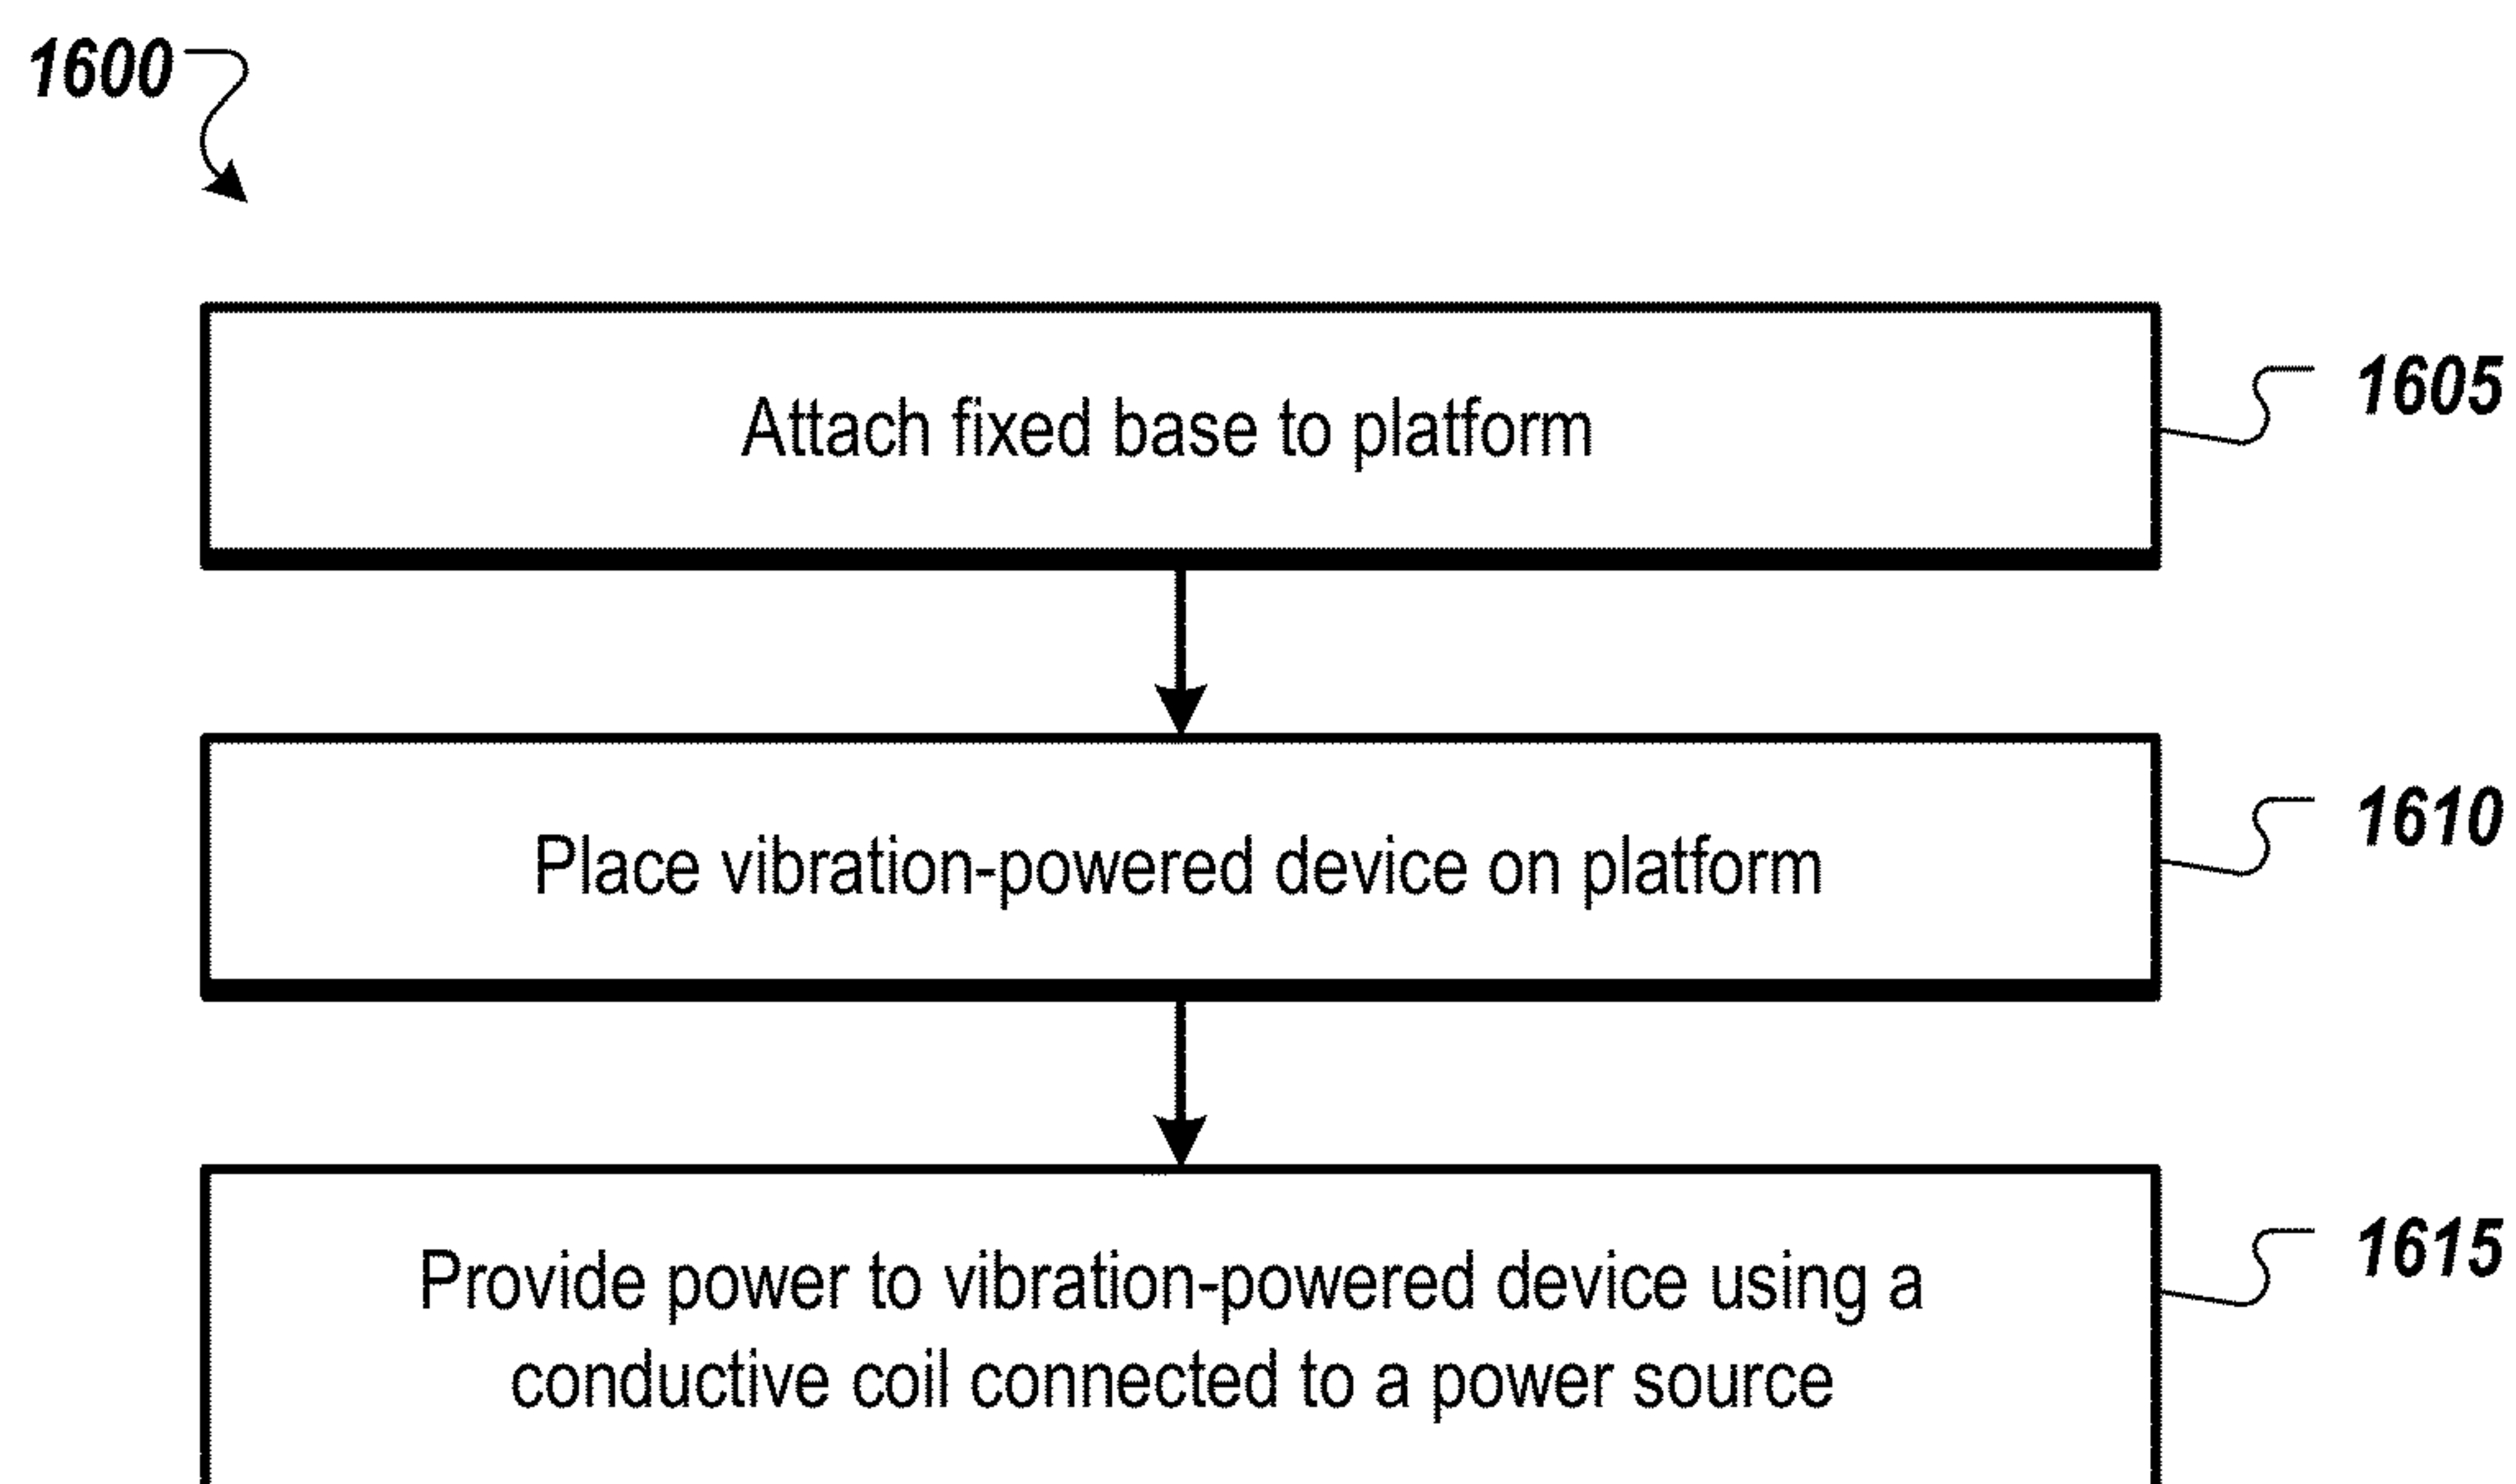 1600
Attach fixed base to platform
1605
Place vibration-powered device on platform
1610
Provide power to vibration-powered device using a
conductive coil connected to a power source
1615